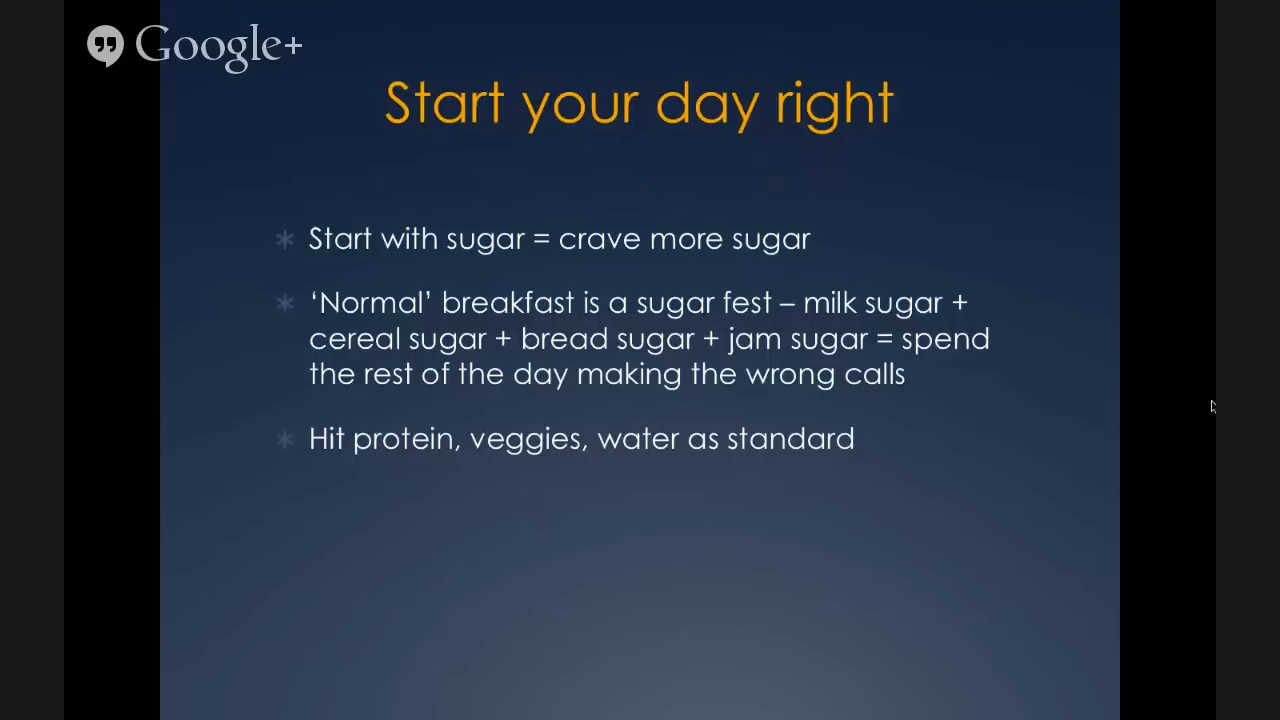 Google+
Start your day right
Start with sugar = crave more sugar
‘Normal’ breakfast is a sugar fest – milk sugar +
cereal sugar + bread sugar + jam sugar = spend
the rest of the day making the wrong calls
Hit protein, veggies, water as standard